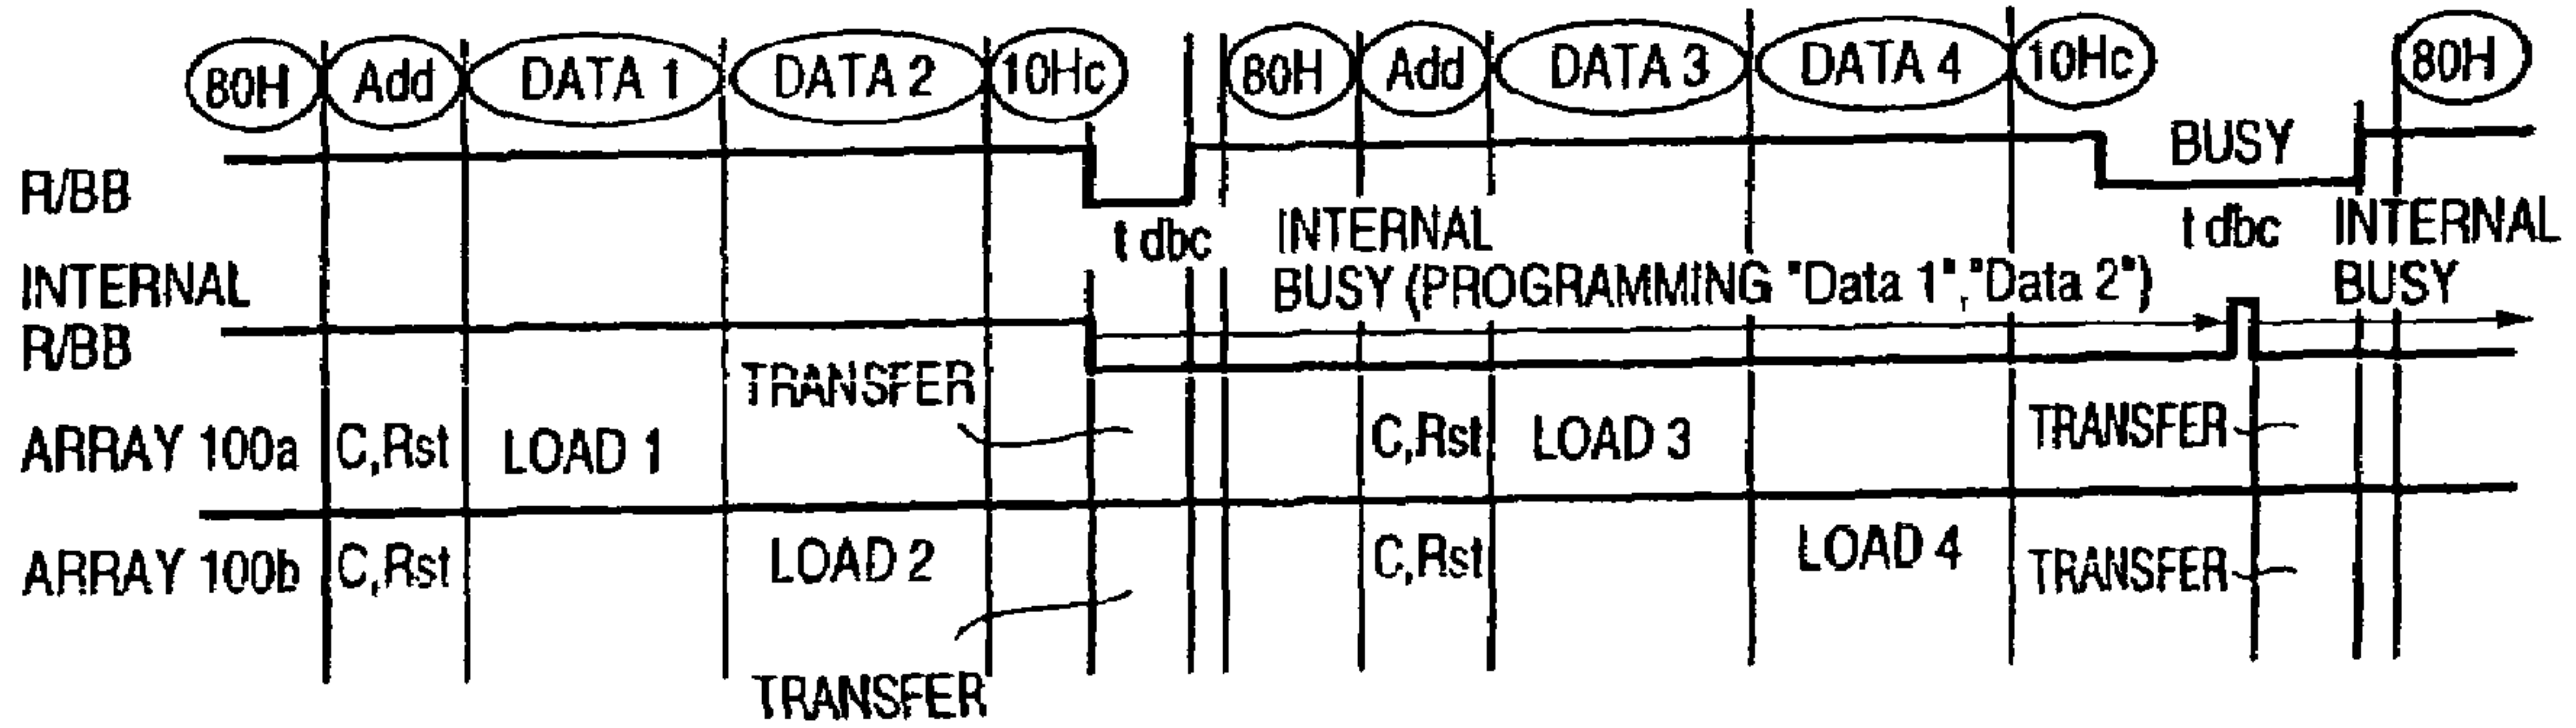 80H Add DATA 1 DATA 2 10Hc 80H Add DATA 3 DATA 4 10Hc 80H
BUSY
R/BB
t dbc
INTERNAL
BUSY (PROGRAMMING "Data 1","Data 2")
t dbc
INTERNAL
BUSY
INTERNAL
R/BB
TRANSFER
ARRAY 100a C,Rst LOAD 1 C,Rst LOAD 3 TRANSFER
ARRAY 100b C,Rst LOAD 2 C,Rst LOAD 4 TRANSFER
TRANSFER